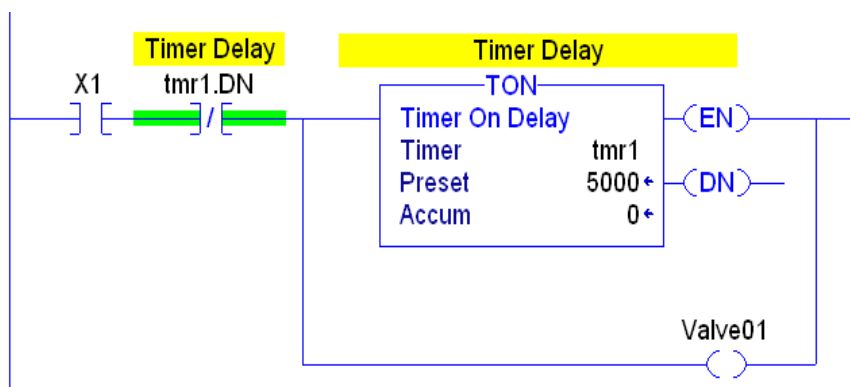 Timer Delay
Timer Delay
X1
tmr1.DN
TON
Timer On Delay
EN
Timer tmr1
Preset 5000
DN
Accum 0
Valve01